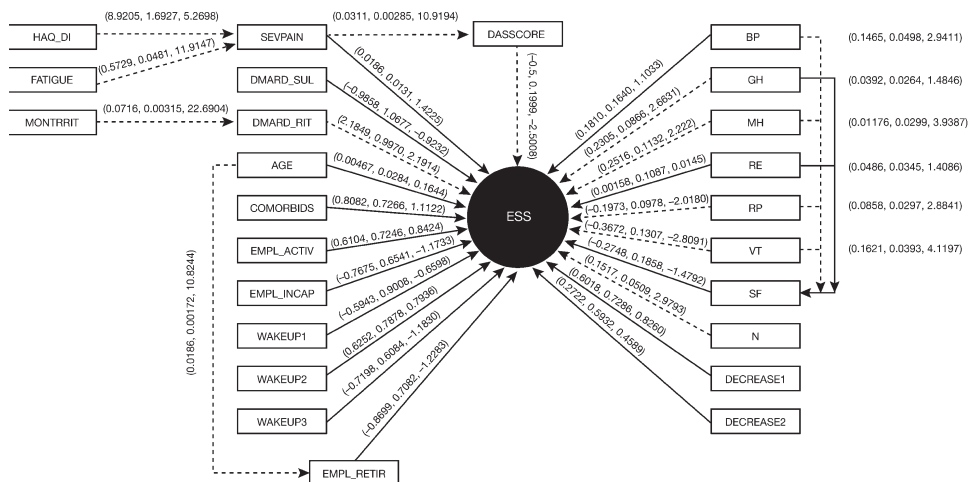 (8.9205, 1.6927, 5.2698)
(0.0311, 0.00285, 10.9194)
HAQ_DI
SEVPAIN
DASSCORE
BP
(0.1465, 0.0498, 2.9411)
(0.5729, 0.0481, 11.9147)
FATIGUE
DMARD_SUL
(0.0186, 0.0131, 1.4225)
(–0.5, 0.1999, –2.5008)
(0.1810, 0.1640, 1.1033)
GH
(0.0392, 0.0264, 1.4846)
(0.0716, 0.00315, 22.6904)
MONTRRIT
DMARD_RIT
(–0.9858, 1.0677, –0.9232)
(0.2305, 0.0866, 2.6631)
MH
(0.01176, 0.0299, 3.9387)
(2.1849, 0.9970, 2.1914)
(0.2516, 0.1132, 2.222)
AGE
(0.00467, 0.0284, 0.1644)
(0.00158, 0.1087, 0.0145)
RE
(0.0486, 0.0345, 1.4086)
COMORBIDS
(0.8082, 0.7266, 1.1122)
ESS
(–0.1973, 0.0978, –2.0180)
RP
(0.0858, 0.0297, 2.8841)
EMPL_ACTIV
(0.6104, 0.7246, 0.8424)
(–0.3672, 0.1307, –2.8091)
VT
(0.1621, 0.0393, 4.1197)
EMPL_INCAP
(–0.7675, 0.6541, –1.1733)
(–0.2748, 0.1858, –1.4792)
SF
WAKEUP1
(–0.5943, 0.9008, –0.6598)
(0.1517, 0.0509, 2.9793)
N
WAKEUP2
(0.6252, 0.7878, 0.7936)
(0.6018, 0.7286, 0.8260)
DECREASE1
WAKEUP3
(–0.7198, 0.6084, –1.1830)
(0.2722, 0.5932, 0.4589)
DECREASE2
(0.0186, 0.00172, 10.8244)
(–0.8699, 0.7082, –1.2283)
EMPL_RETIR